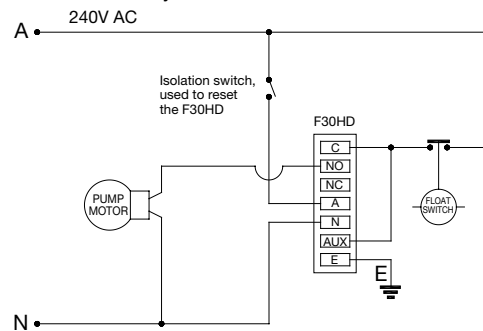 240V AC
A
Isolation switch,
used to reset
the F30HD
F30HD
C
NO
NC
A
N
AUX
E
PUMP
MOTOR
FLOAT
SWITCH
E
N